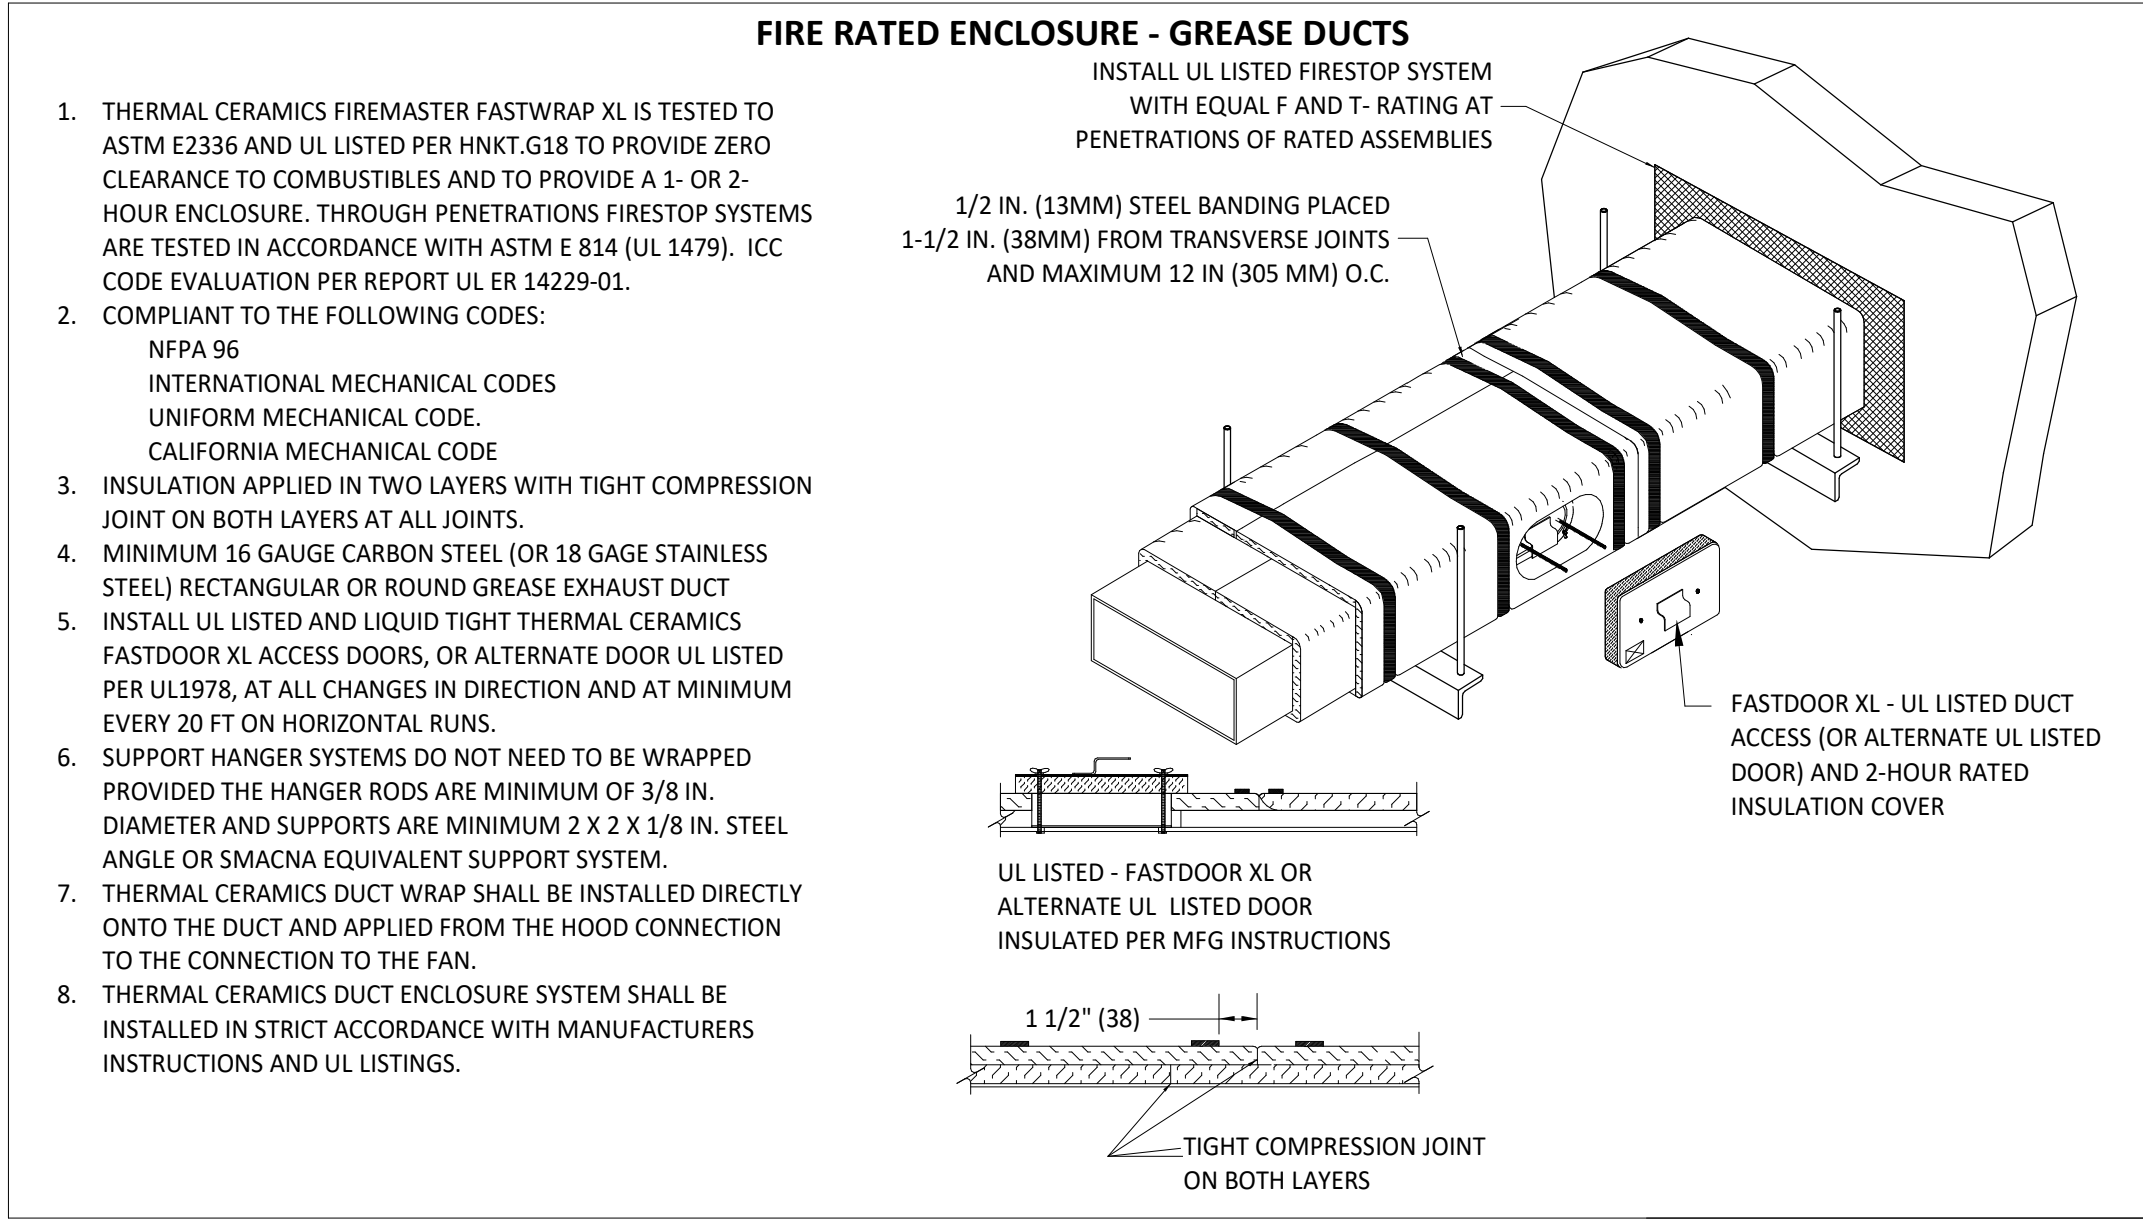 FIRE RATED ENCLOSURE - GREASE DUCTS
1. THERMAL CERAMICS FIREMASTER FASTWRAP XL IS TESTED TO
ASTM E2336 AND UL LISTED PER HNKT.G18 TO PROVIDE ZERO
CLEARANCE TO COMBUSTIBLES AND TO PROVIDE A 1- OR 2-
HOUR ENCLOSURE. THROUGH PENETRATIONS FIRESTOP SYSTEMS
ARE TESTED IN ACCORDANCE WITH ASTM E 814 (UL 1479).  ICC
CODE EVALUATION PER REPORT UL ER 14229-01.
2. COMPLIANT TO THE FOLLOWING CODES:
NFPA 96
INTERNATIONAL MECHANICAL CODES
UNIFORM MECHANICAL CODE.
CALIFORNIA MECHANICAL CODE
3. INSULATION APPLIED IN TWO LAYERS WITH TIGHT COMPRESSION
JOINT ON BOTH LAYERS AT ALL JOINTS.
4. MINIMUM 16 GAUGE CARBON STEEL (OR 18 GAGE STAINLESS
STEEL) RECTANGULAR OR ROUND GREASE EXHAUST DUCT
5. INSTALL UL LISTED AND LIQUID TIGHT THERMAL CERAMICS
FASTDOOR XL ACCESS DOORS, OR ALTERNATE DOOR UL LISTED
PER UL1978, AT ALL CHANGES IN DIRECTION AND AT MINIMUM
EVERY 20 FT ON HORIZONTAL RUNS.
6. SUPPORT HANGER SYSTEMS DO NOT NEED TO BE WRAPPED
PROVIDED THE HANGER RODS ARE MINIMUM OF 3/8 IN.
DIAMETER AND SUPPORTS ARE MINIMUM 2 X 2 X 1/8 IN. STEEL
ANGLE OR SMACNA EQUIVALENT SUPPORT SYSTEM.
7. THERMAL CERAMICS DUCT WRAP SHALL BE INSTALLED DIRECTLY
ONTO THE DUCT AND APPLIED FROM THE HOOD CONNECTION
TO THE CONNECTION TO THE FAN.
8. THERMAL CERAMICS DUCT ENCLOSURE SYSTEM SHALL BE
INSTALLED IN STRICT ACCORDANCE WITH MANUFACTURERS
INSTRUCTIONS AND UL LISTINGS.
INSTALL UL LISTED FIRESTOP SYSTEM
WITH EQUAL F AND T- RATING AT
PENETRATIONS OF RATED ASSEMBLIES
1/2 IN. (13MM) STEEL BANDING PLACED
1-1/2 IN. (38MM) FROM TRANSVERSE JOINTS
AND MAXIMUM 12 IN (305 MM) O.C.
FASTDOOR XL - UL LISTED DUCT
ACCESS (OR ALTERNATE UL LISTED
DOOR) AND 2-HOUR RATED
INSULATION COVER
UL LISTED - FASTDOOR XL OR
ALTERNATE UL  LISTED DOOR
INSULATED PER MFG INSTRUCTIONS
1 1/2" (38)
TIGHT COMPRESSION JOINT
ON BOTH LAYERS